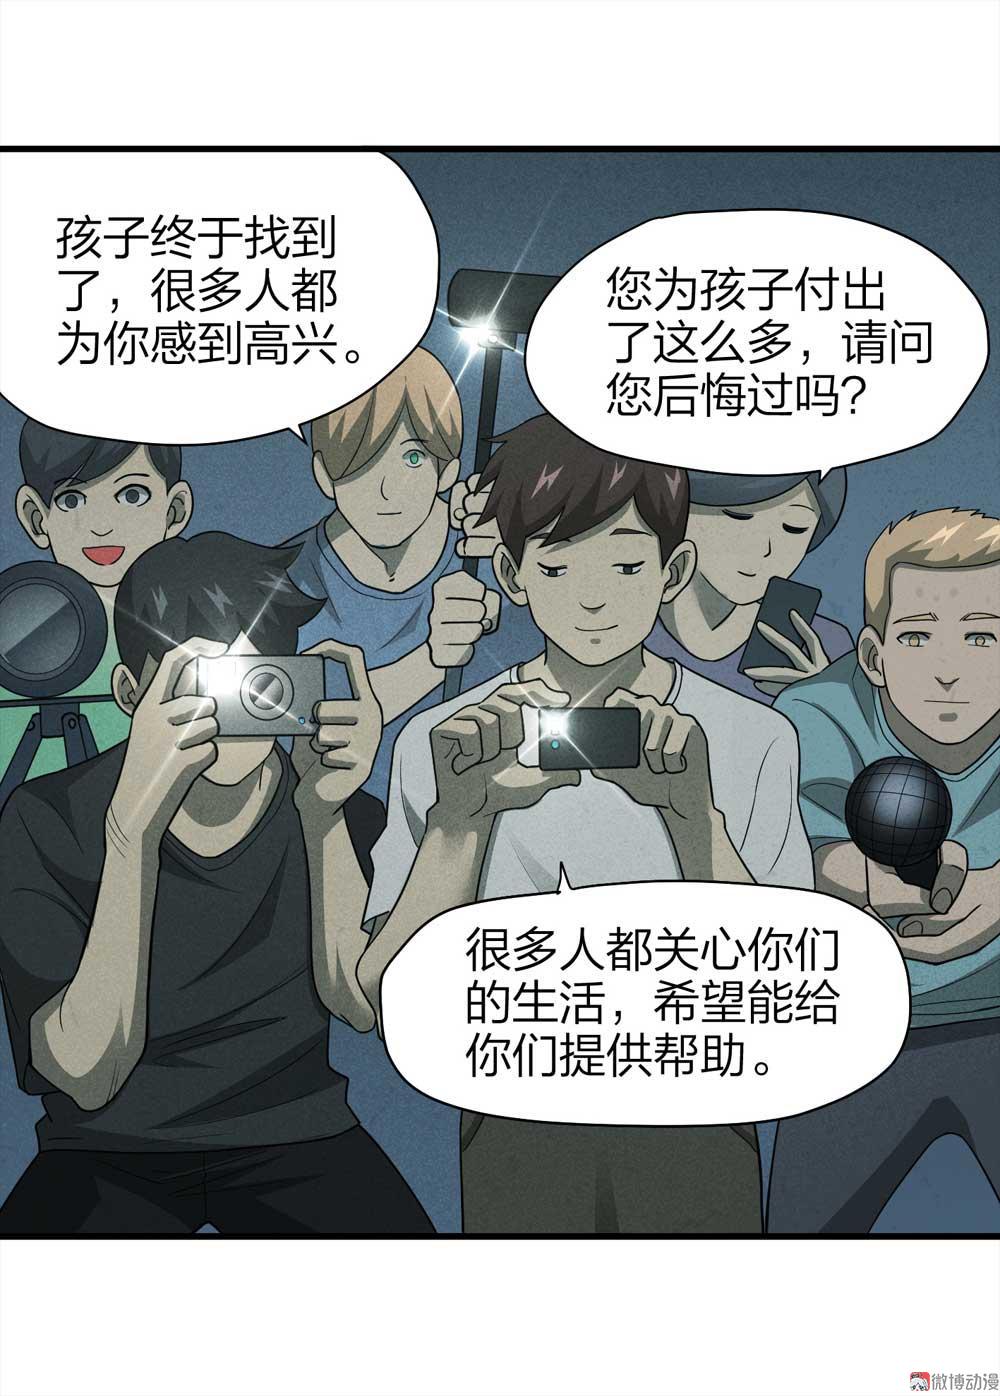 孩子终于找到
了，很多人都
为你感到高兴。
您为孩子付出
了这么多，请问
您后悔过吗？
很多人都关心你们
的生活，希望能给
你们提供帮助。
微博动漫